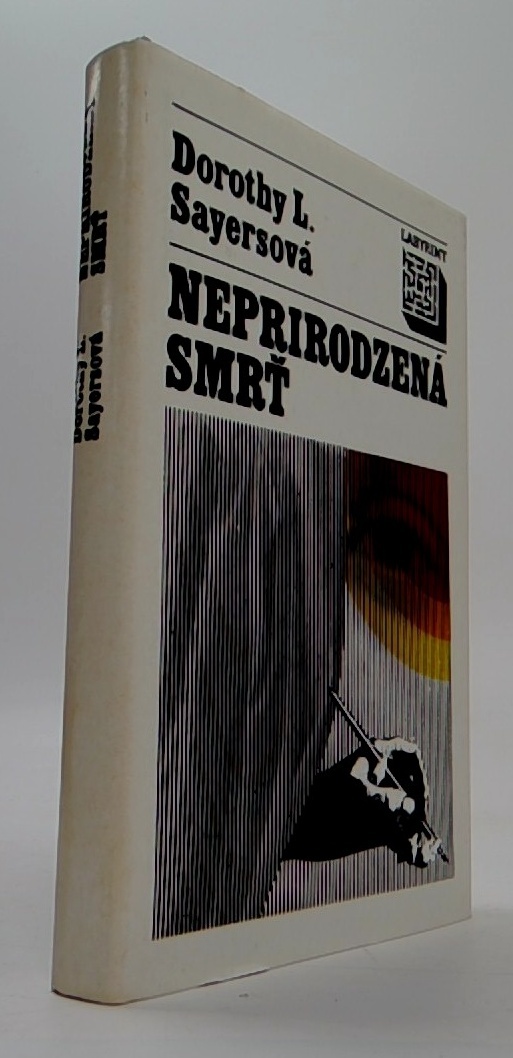 Dorothy L.
Sayersová
LABYRINT
NEPRIRODZENÁ
SMRŤ
NEPRIRODZENÁ
SMRŤ
Dorothy L.
Sayersová